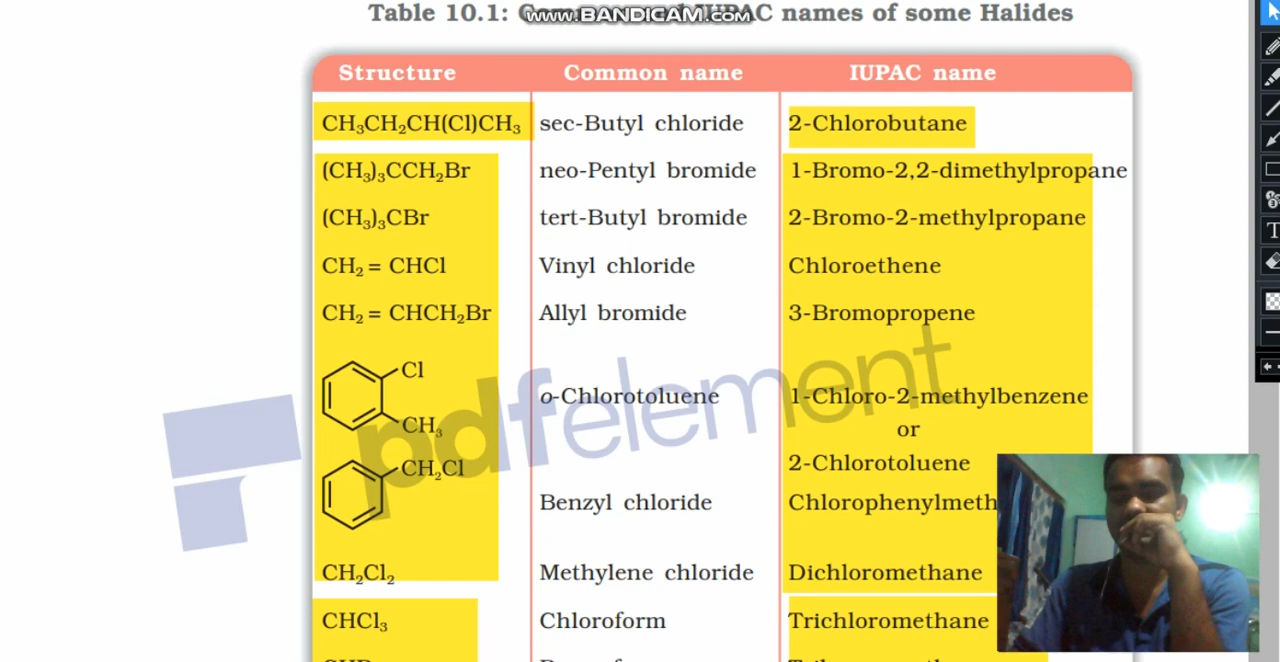 Table 10.1: Common and IUPAC names of some Halides
www.BANDICAM.com
Structure Common name IUPAC name
CH₃CH₂CH(Cl)CH₃ sec-Butyl chloride 2-Chlorobutane
(CH₃)₃CCH₂Br neo-Pentyl bromide 1-Bromo-2,2-dimethylpropane
(CH₃)₃CBr tert-Butyl bromide 2-Bromo-2-methylpropane
CH₂ = CHCl Vinyl chloride Chloroethene
CH₂ = CHCH₂Br Allyl bromide 3-Bromopropene
Cl
o-Chlorotoluene 1-Chloro-2-methylbenzene
CH₃ or
CH₂Cl 2-Chlorotoluene
Benzyl chloride Chlorophenylmeth
CH₂Cl₂ Methylene chloride Dichloromethane
CHCl₃ Chloroform Trichloromethane
pdfelement